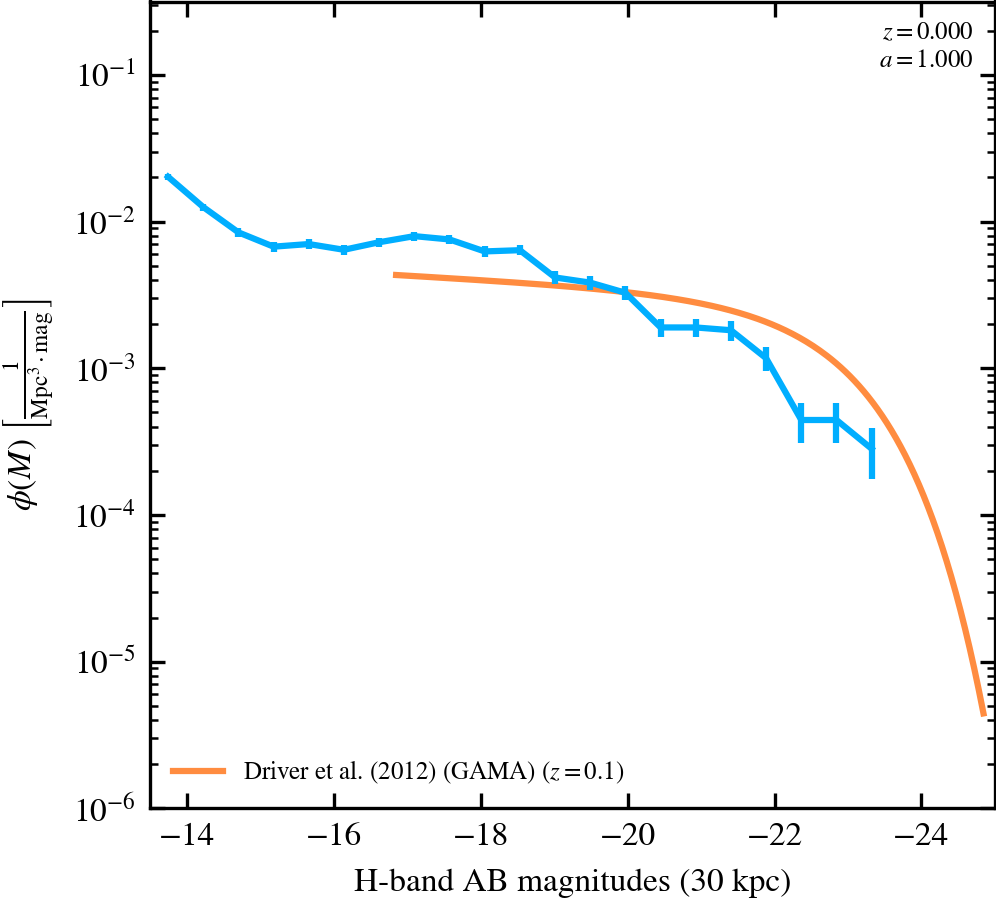 z = 0.000
a = 1.000
10⁻¹
10⁻²
10⁻³
10⁻⁴
10⁻⁵
10⁻⁶
ϕ(M) [1/(Mpc³ · mag)]
Driver et al. (2012) (GAMA) (z = 0.1)
−14 −16 −18 −20 −22 −24
H-band AB magnitudes (30 kpc)